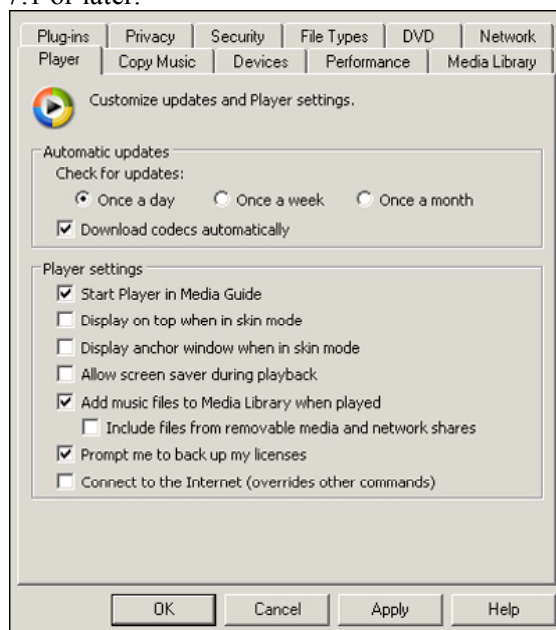 7.1 or later.
Plug-ins Privacy Security File Types DVD Network
Player Copy Music Devices Performance Media Library
Customize updates and Player settings.
Automatic updates
Check for updates:
Once a day Once a week Once a month
Download codecs automatically
Player settings
Start Player in Media Guide
Display on top when in skin mode
Display anchor window when in skin mode
Allow screen saver during playback
Add music files to Media Library when played
Include files from removable media and network shares
Prompt me to back up my licenses
Connect to the Internet (overrides other commands)
OK Cancel Apply Help